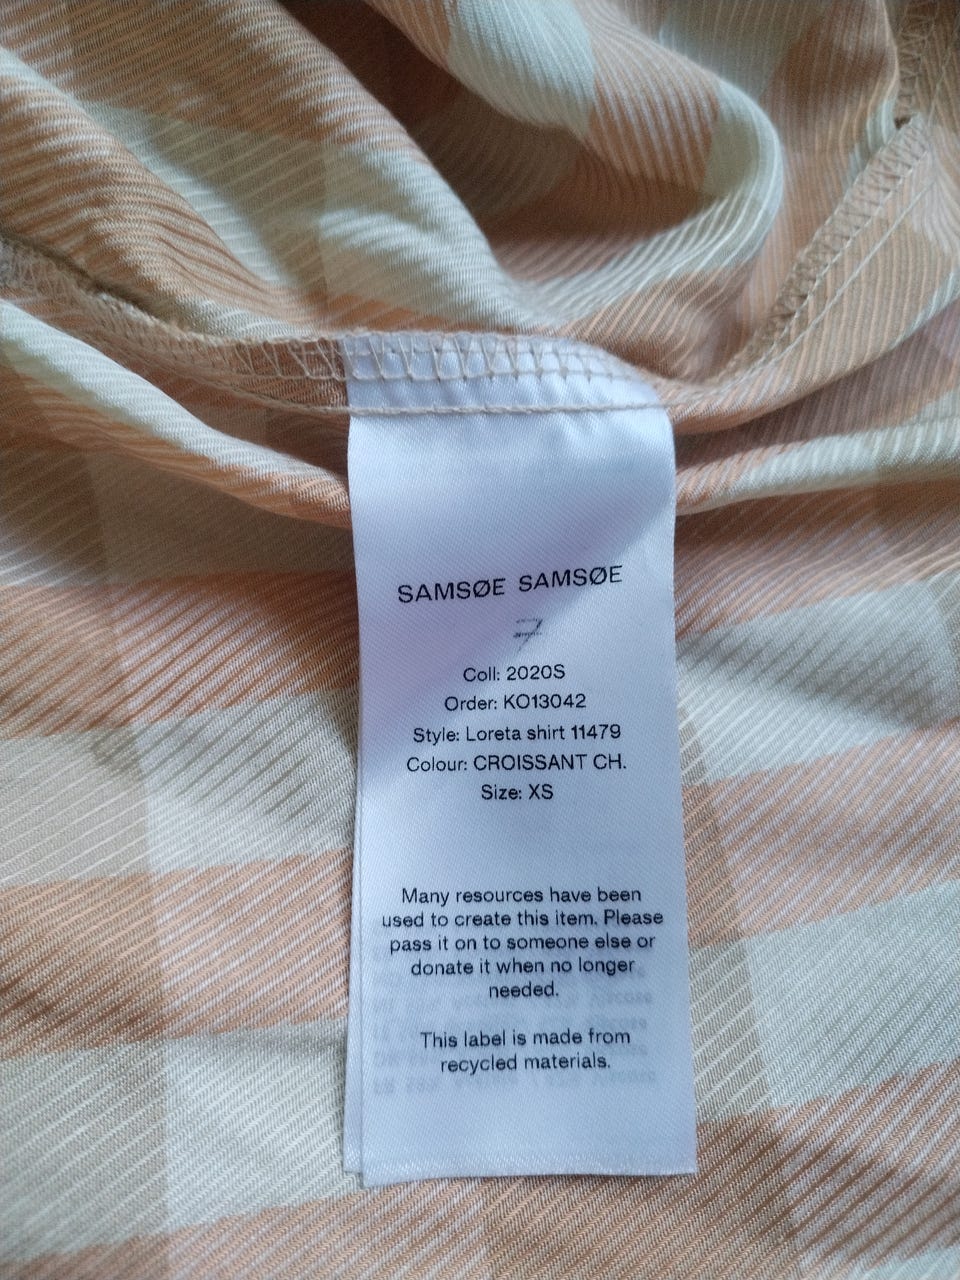 SAMSØE SAMSØE
7
Coll: 2020S
Order: KO13042
Style: Loreta shirt 11479
Colour: CROISSANT CH.
Size: XS
Many resources have been
used to create this item. Please
pass it on to someone else or
donate it when no longer
needed.
This label is made from
recycled materials.